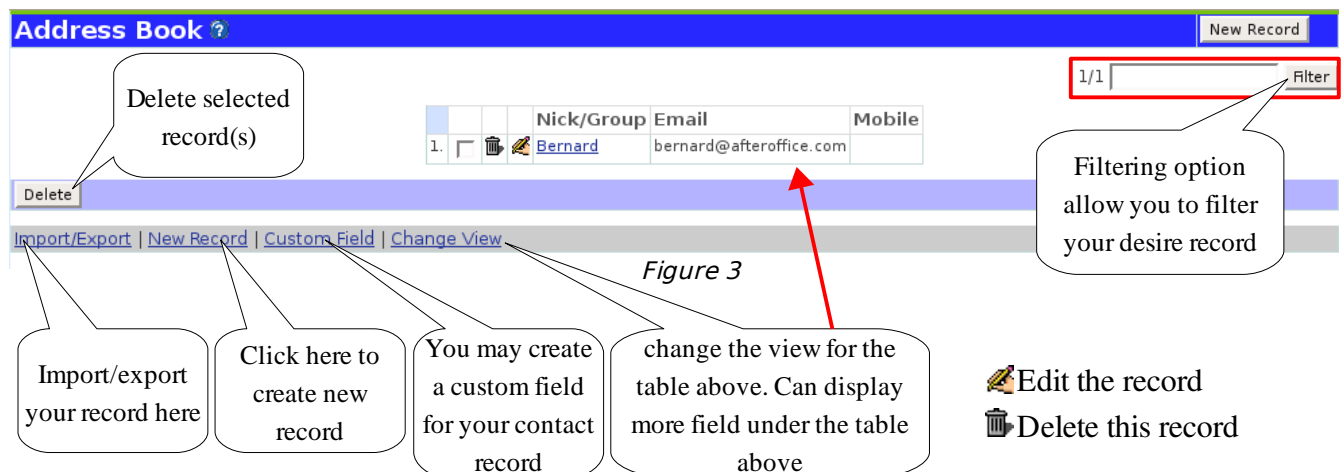 Address Book ?
New Record
1/1 Filter
Delete selected
record(s)
Nick/Group Email Mobile
1. Bernard bernard@afteroffice.com
Filtering option
allow you to filter
your desire record
Delete
Import/Export | New Record | Custom Field | Change View
Figure 3
Import/export
your record here
Click here to
create new
record
You may create
a custom field
for your contact
record
change the view for the
table above. Can display
more field under the table
above
Edit the record
Delete this record